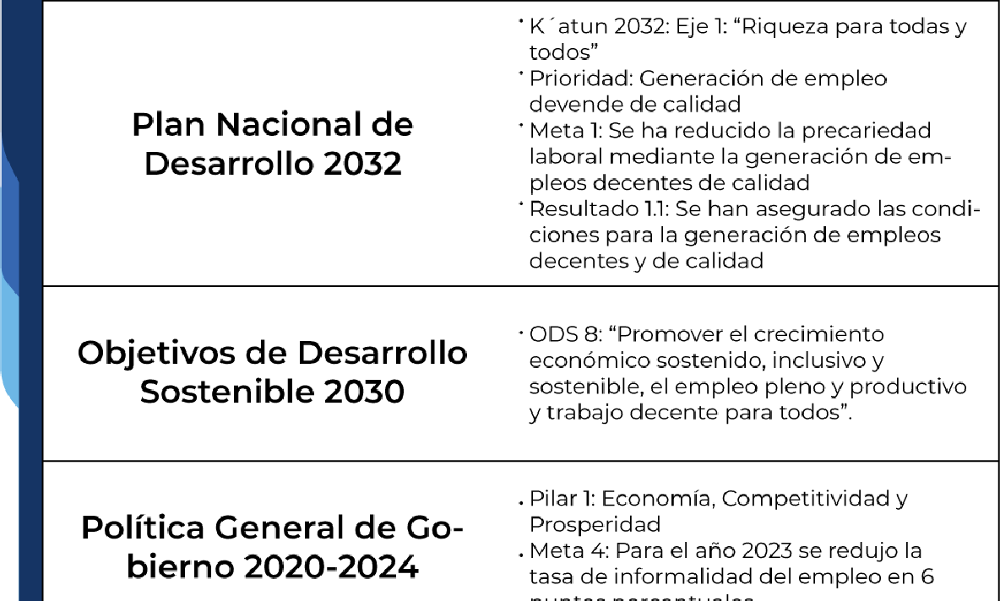 Plan Nacional de
Desarrollo 2032
· K´atun 2032: Eje 1: “Riqueza para todas y
todos”
· Prioridad: Generación de empleo
devende de calidad
· Meta 1: Se ha reducido la precariedad
laboral mediante la generación de em-
pleos decentes de calidad
· Resultado 1.1: Se han asegurado las condi-
ciones para la generación de empleos
decentes y de calidad
Objetivos de Desarrollo
Sostenible 2030
· ODS 8: “Promover el crecimiento
económico sostenido, inclusivo y
sostenible, el empleo pleno y productivo
y trabajo decente para todos”.
Política General de Go-
bierno 2020-2024
· Pilar 1: Economía, Competitividad y
Prosperidad
· Meta 4: Para el año 2023 se redujo la
tasa de informalidad del empleo en 6
puntos porcentuales